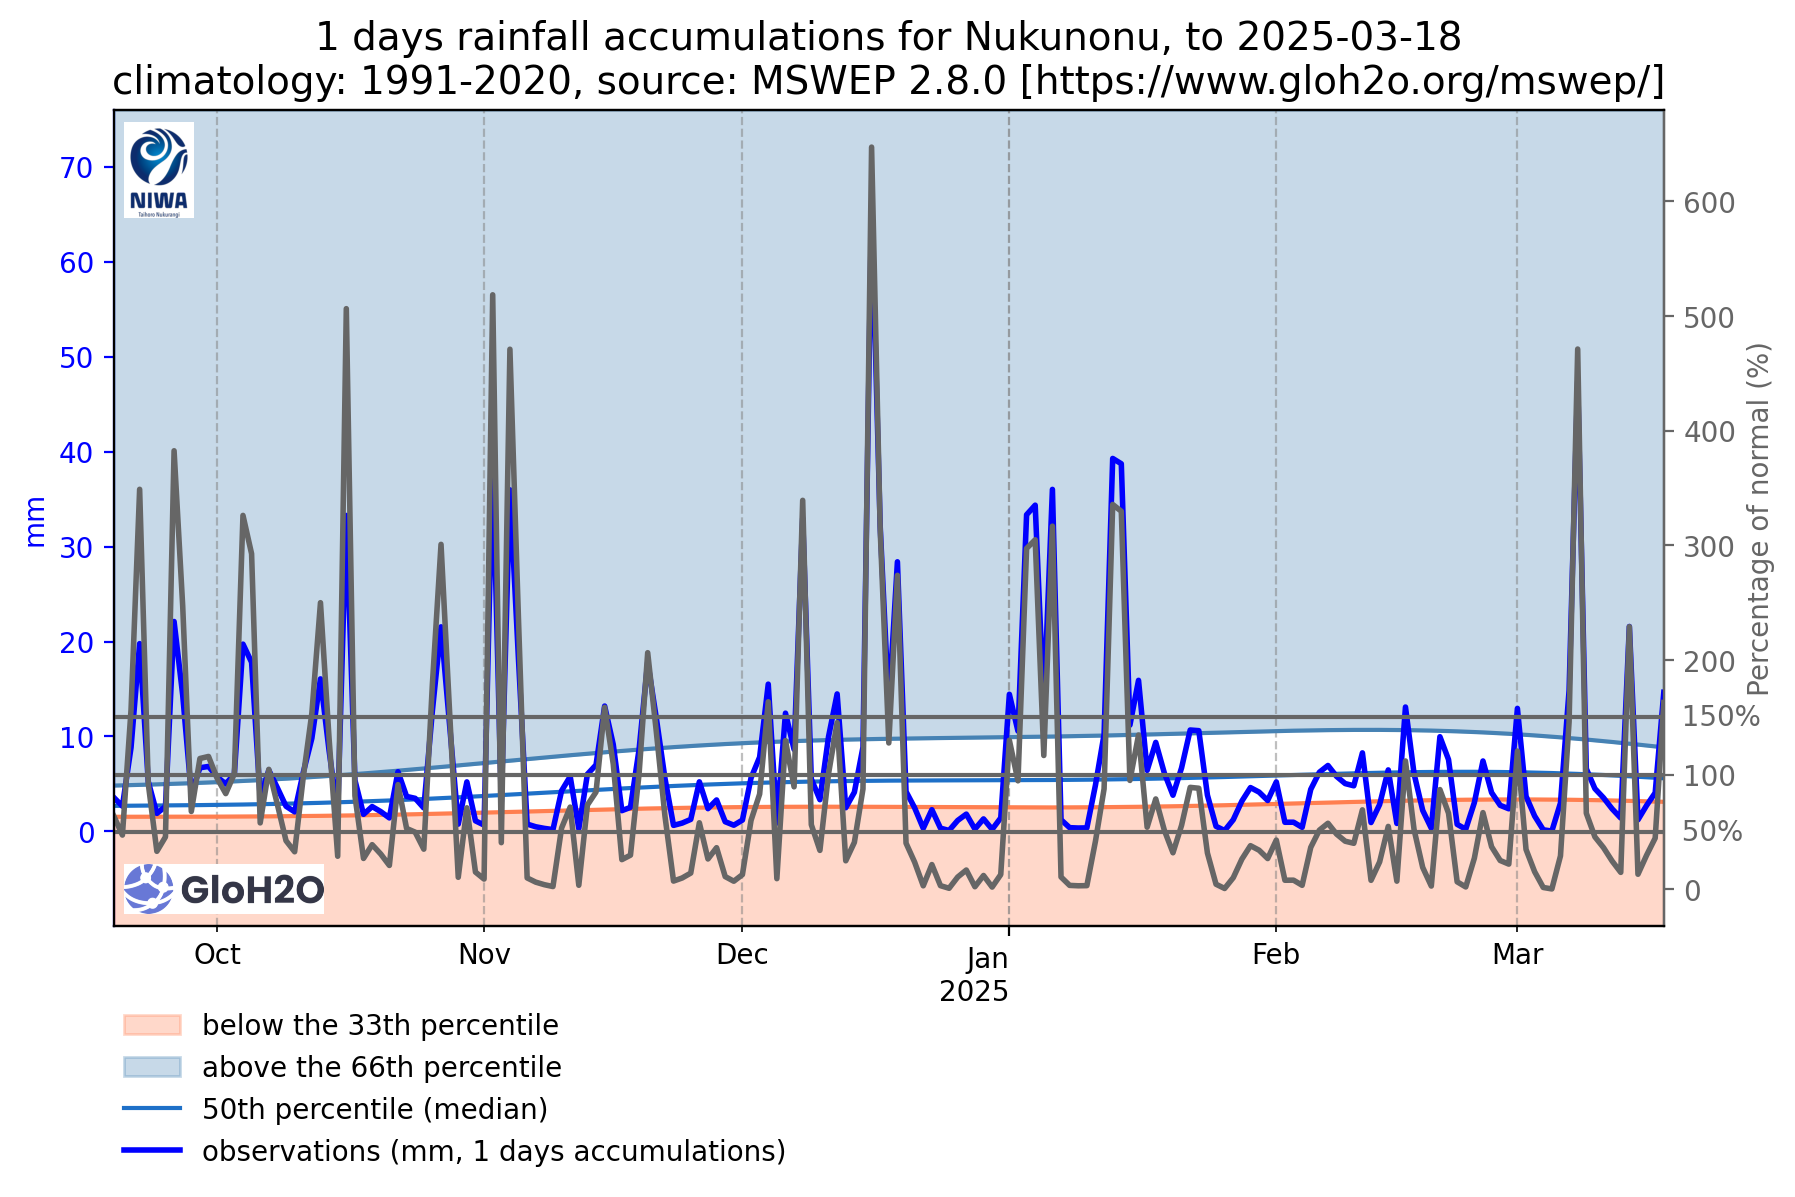 1 days rainfall accumulations for Nukunonu, to 2025-03-18
climatology: 1991-2020, source: MSWEP 2.8.0 [https://www.gloh2o.org/mswep/]
NIWA
Taihoro Nukurangi
70
60
50
40
30
20
10
0
mm
600
500
400
300
200
150%
100
50%
0
Percentage of normal (%)
GloH2O
Oct
Nov
Dec
Jan
2025
Feb
Mar
below the 33th percentile
above the 66th percentile
50th percentile (median)
observations (mm, 1 days accumulations)